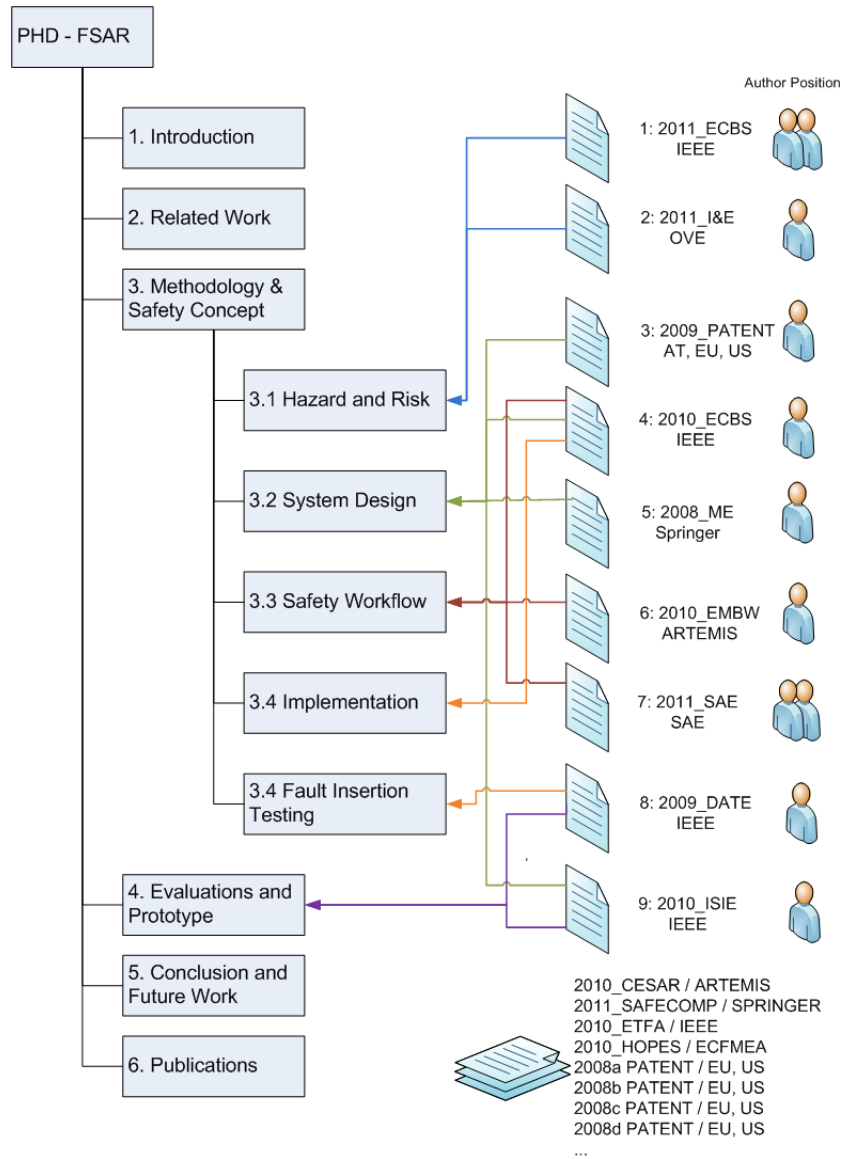 PHD - FSAR
1. Introduction
2. Related Work
3. Methodology &
Safety Concept
3.1 Hazard and Risk
3.2 System Design
3.3 Safety Workflow
3.4 Implementation
3.4 Fault Insertion
Testing
4. Evaluations and
Prototype
5. Conclusion and
Future Work
6. Publications
Author Position
1: 2011_ECBS
IEEE
2: 2011_I&E
OVE
3: 2009_PATENT
AT, EU, US
4: 2010_ECBS
IEEE
5: 2008_ME
Springer
6: 2010_EMBW
ARTEMIS
7: 2011_SAE
SAE
8: 2009_DATE
IEEE
9: 2010_ISIE
IEEE
2010_CESAR / ARTEMIS
2011_SAFECOMP / SPRINGER
2010_ETFA / IEEE
2010_HOPES / ECFMEA
2008a PATENT / EU, US
2008b PATENT / EU, US
2008c PATENT / EU, US
2008d PATENT / EU, US
...